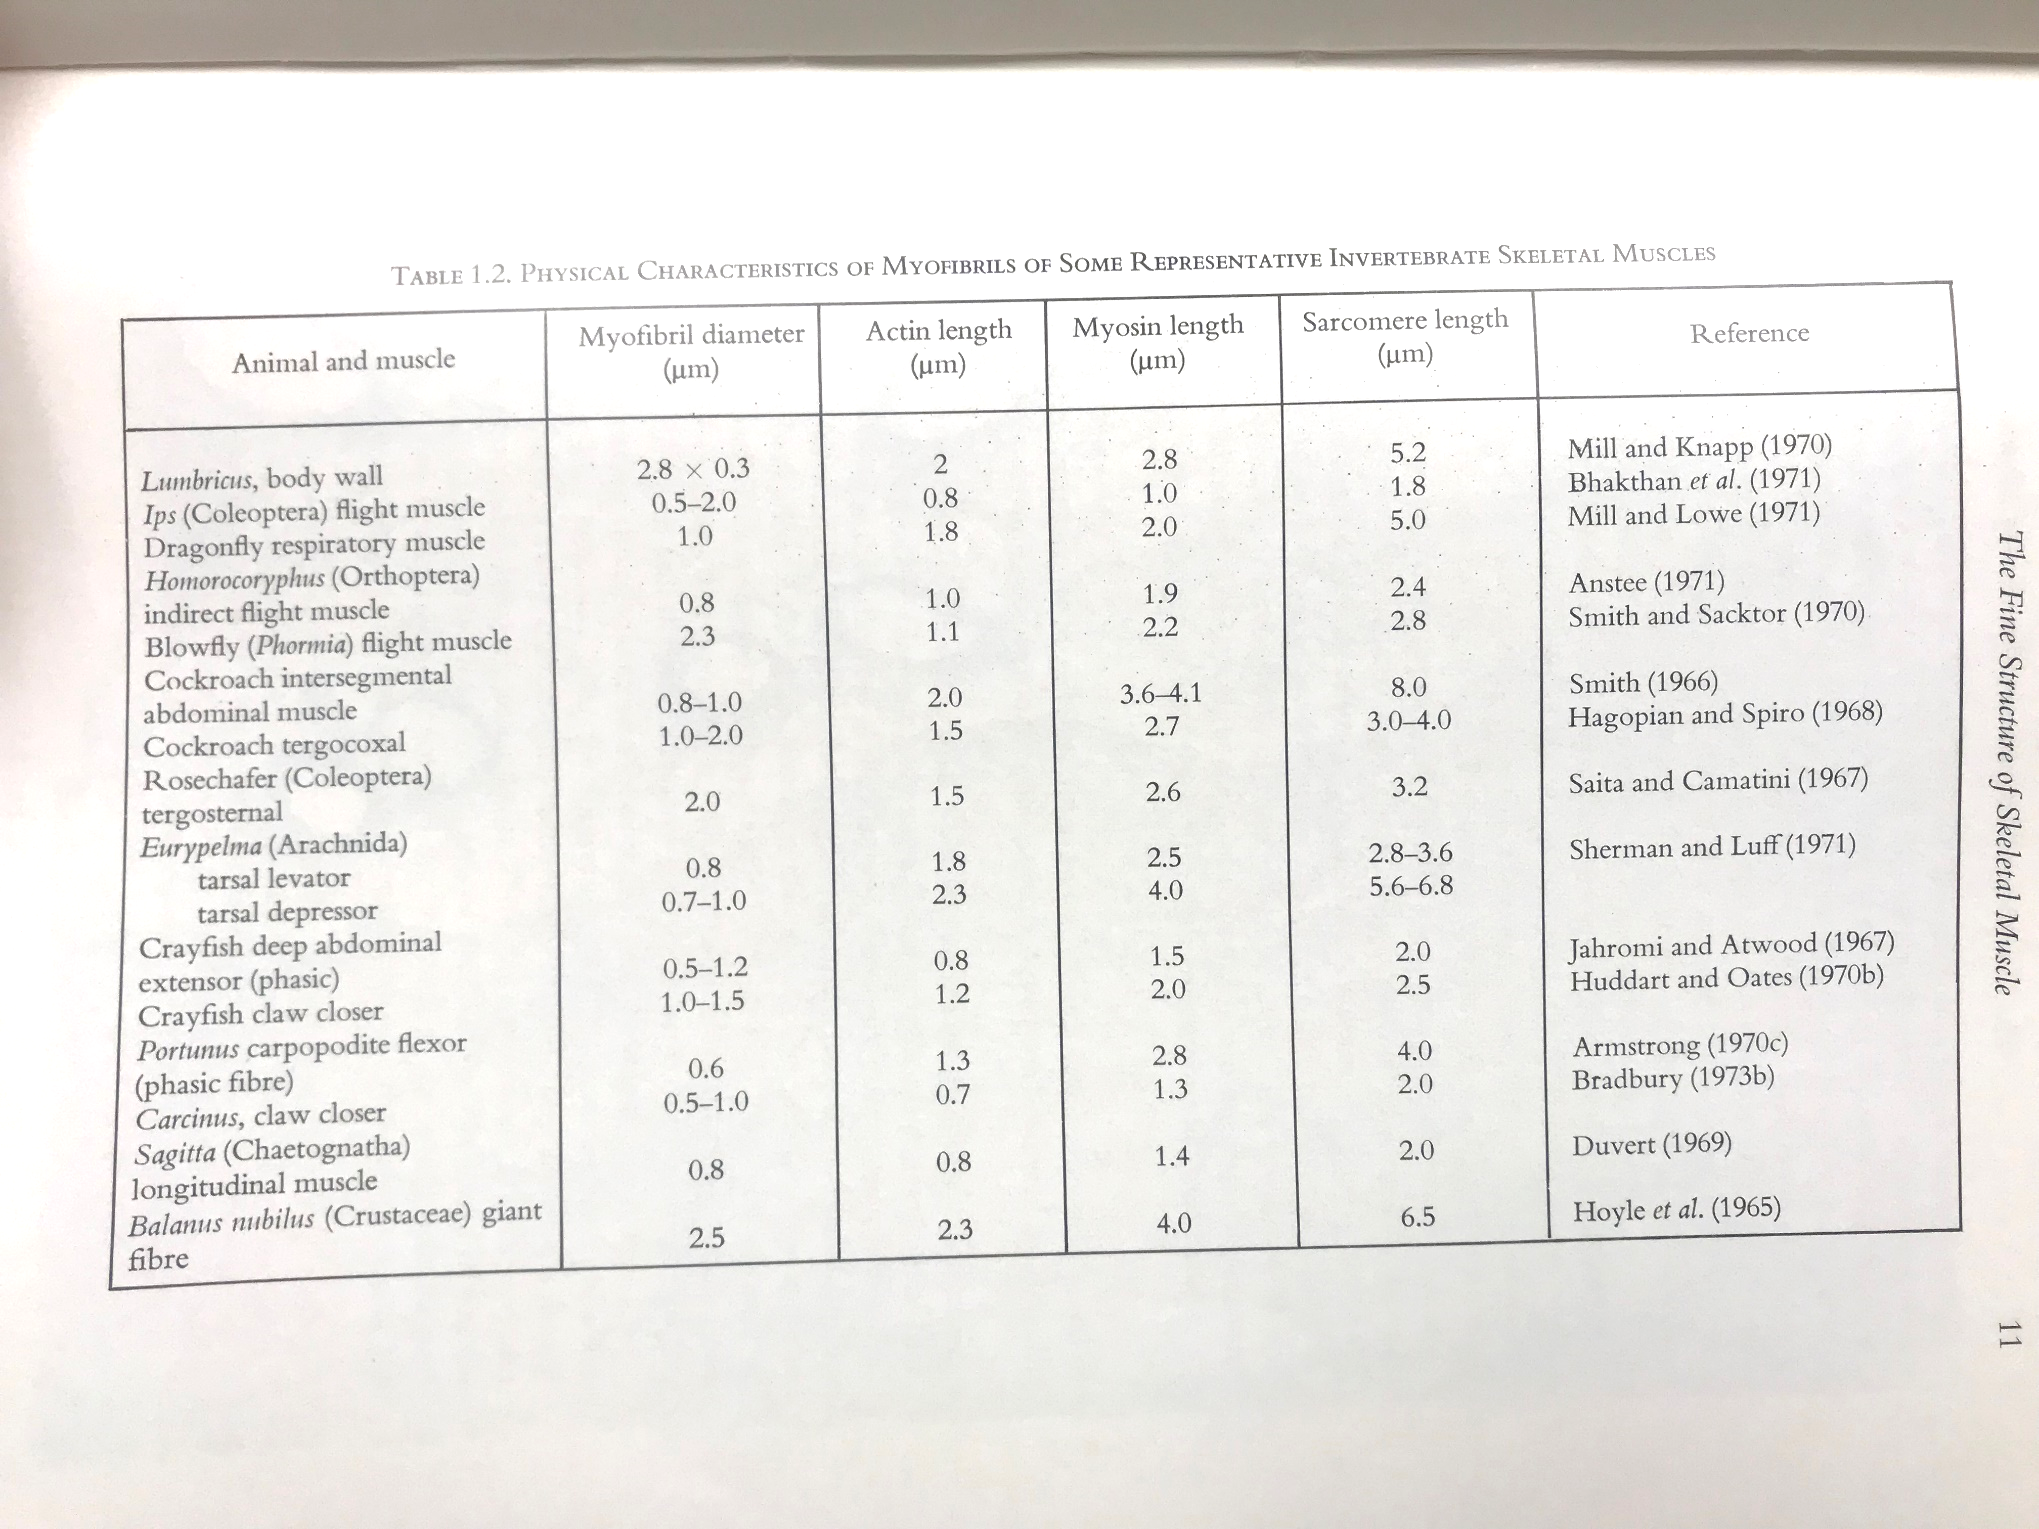 TABLE 1.2. PHYSICAL CHARACTERISTICS OF MYOFIBRILS OF SOME REPRESENTATIVE INVERTEBRATE SKELETAL MUSCLES
Animal and muscle Myofibril diameter (μm) Actin length (μm) Myosin length (μm) Sarcomere length (μm) Reference
Lumbricus, body wall 2.8 × 0.3 2 2.8 5.2 Mill and Knapp (1970)
Ips (Coleoptera) flight muscle 0.5–2.0 0.8 1.0 1.8 Bhakthan et al. (1971)
Dragonfly respiratory muscle 1.0 1.8 2.0 5.0 Mill and Lowe (1971)
Homorocoryphus (Orthoptera)
indirect flight muscle 0.8 1.0 1.9 2.4 Anstee (1971)
Blowfly (Phormia) flight muscle 2.3 1.1 2.2 2.8 Smith and Sacktor (1970)
Cockroach intersegmental
abdominal muscle 0.8–1.0 2.0 3.6–4.1 8.0 Smith (1966)
Cockroach tergocoxal 1.0–2.0 1.5 2.7 3.0–4.0 Hagopian and Spiro (1968)
Rosechafer (Coleoptera)
tergosternal 2.0 1.5 2.6 3.2 Saita and Camatini (1967)
Eurypelma (Arachnida)
tarsal levator 0.8 1.8 2.5 2.8–3.6 Sherman and Luff (1971)
tarsal depressor 0.7–1.0 2.3 4.0 5.6–6.8
Crayfish deep abdominal
extensor (phasic) 0.5–1.2 0.8 1.5 2.0 Jahromi and Atwood (1967)
Crayfish claw closer 1.0–1.5 1.2 2.0 2.5 Huddart and Oates (1970b)
Portunus carpopodite flexor
(phasic fibre) 0.6 1.3 2.8 4.0 Armstrong (1970c)
Carcinus, claw closer 0.5–1.0 0.7 1.3 2.0 Bradbury (1973b)
Sagitta (Chaetognatha)
longitudinal muscle 0.8 0.8 1.4 2.0 Duvert (1969)
Balanus nubilus (Crustaceae) giant
fibre 2.5 2.3 4.0 6.5 Hoyle et al. (1965)
The Fine Structure of Skeletal Muscle
11